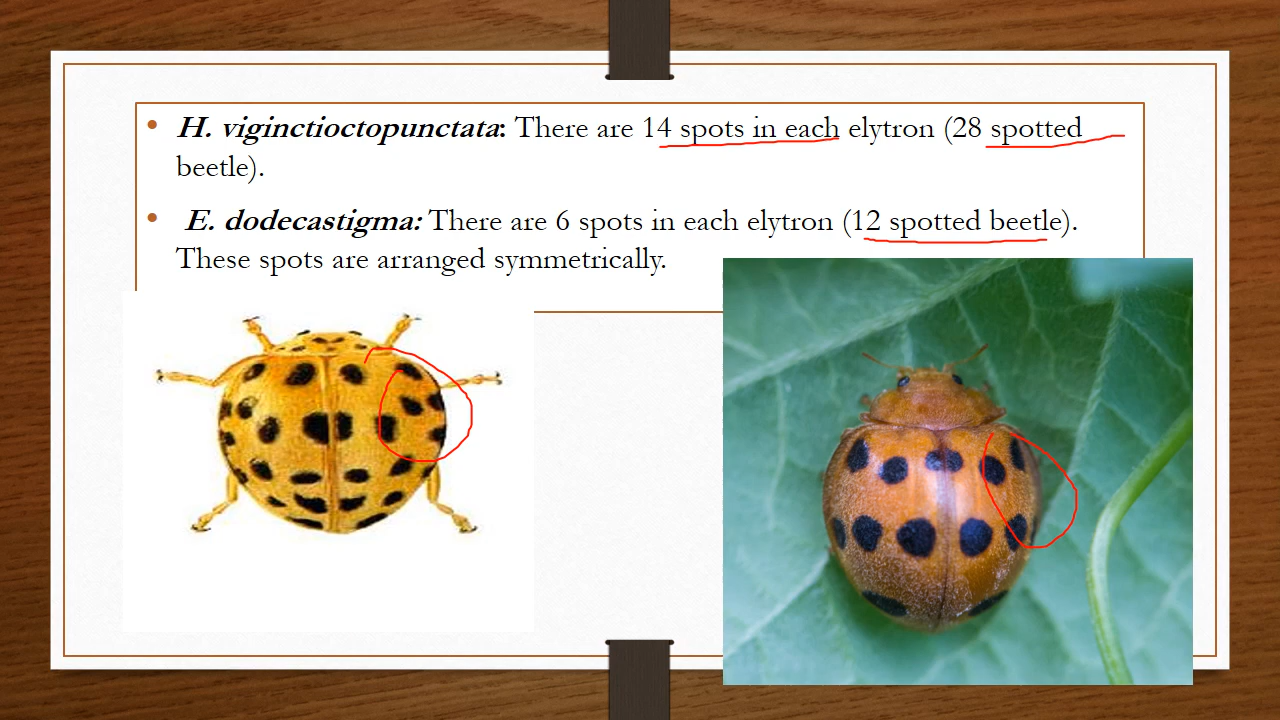 • H. viginctioctopunctata: There are 14 spots in each elytron (28 spotted
beetle).
• E. dodecastigma: There are 6 spots in each elytron (12 spotted beetle).
These spots are arranged symmetrically.